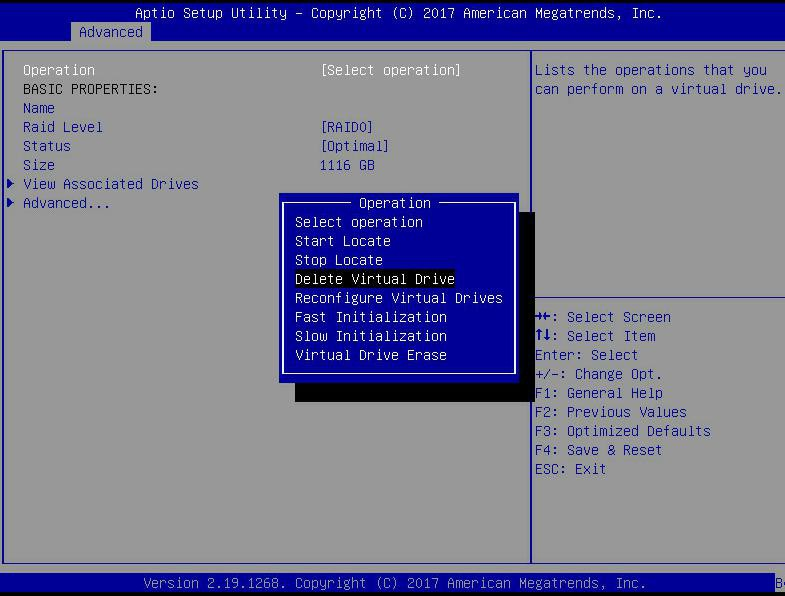 Aptio Setup Utility – Copyright (C) 2017 American Megatrends, Inc.
Advanced
Operation [Select operation]
BASIC PROPERTIES:
Name
Raid Level [RAID0]
Status [Optimal]
Size 1116 GB
View Associated Drives
Advanced...
Operation
Select operation
Start Locate
Stop Locate
Delete Virtual Drive
Reconfigure Virtual Drives
Fast Initialization
Slow Initialization
Virtual Drive Erase
Lists the operations that you
can perform on a virtual drive.
→←: Select Screen
↑↓: Select Item
Enter: Select
+/–: Change Opt.
F1: General Help
F2: Previous Values
F3: Optimized Defaults
F4: Save & Reset
ESC: Exit
Version 2.19.1268. Copyright (C) 2017 American Megatrends, Inc.